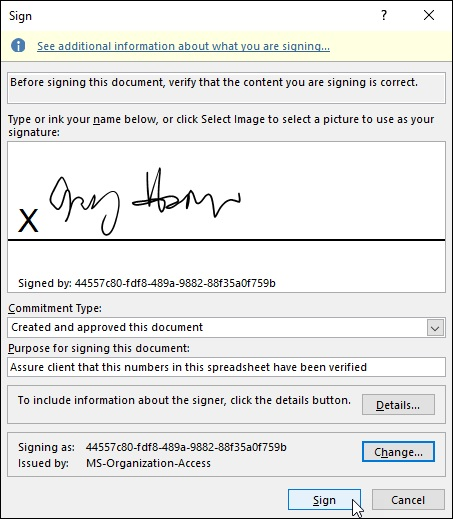 Sign
?
See additional information about what you are signing...
Before signing this document, verify that the content you are signing is correct.
Type or ink your name below, or click Select Image to select a picture to use as your
signature:
X
Signed by: 44557c80-fdf8-489a-9882-88f35a0f759b
Commitment Type:
Created and approved this document
Purpose for signing this document:
Assure client that this numbers in this spreadsheet have been verified
To include information about the signer, click the details button.
Details...
Signing as: 44557c80-fdf8-489a-9882-88f35a0f759b
Change...
Issued by: MS-Organization-Access
Sign
Cancel